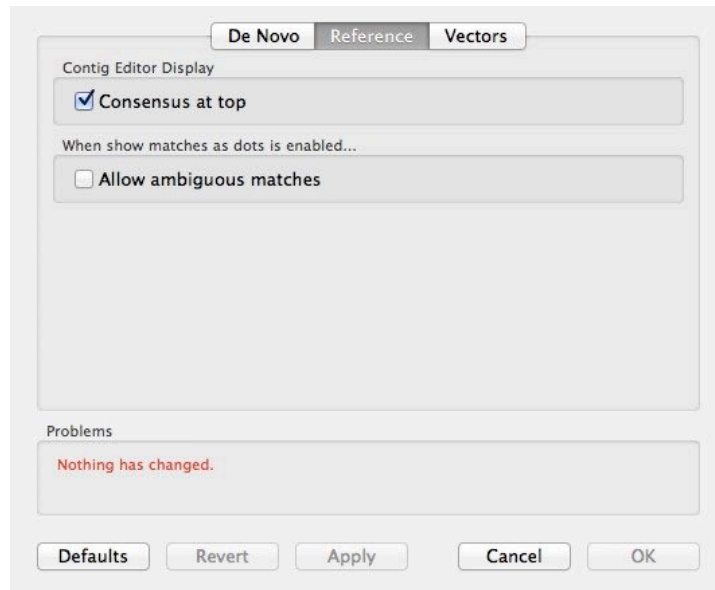 De Novo Reference Vectors
Contig Editor Display
Consensus at top
When show matches as dots is enabled...
Allow ambiguous matches
Problems
Nothing has changed.
Defaults Revert Apply Cancel OK